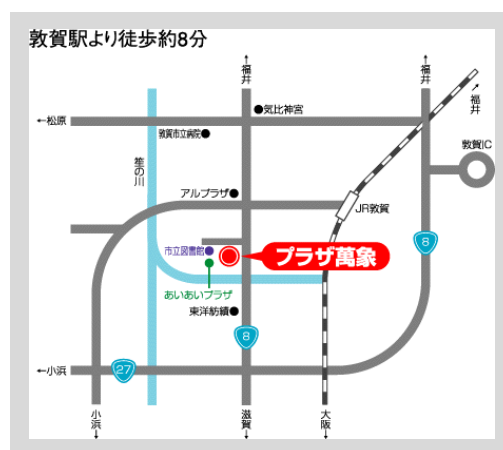 敦賀駅より徒歩約8分
↑福井
↑福井
↗福井
←松原
●気比神宮
敦賀市立病院●
敦賀IC
笙の川
アルプラザ●
JR敦賀
8
市立図書館●
プラザ萬象
あいあいプラザ
東洋紡績●
8
←小浜
27
小浜↓
滋賀↓
大阪↓